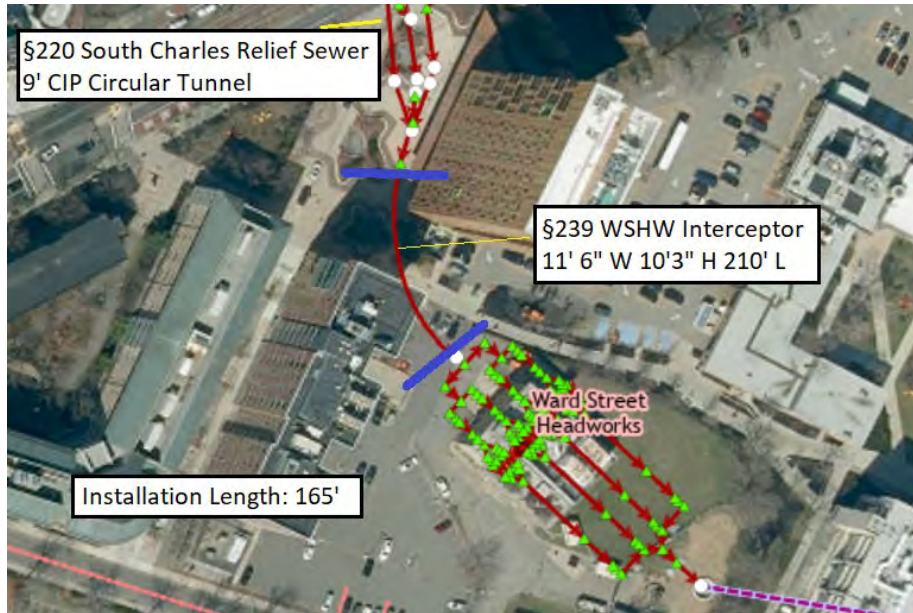 §220 South Charles Relief Sewer
9' CIP Circular Tunnel
§239 WSHW Interceptor
11' 6" W 10'3" H 210' L
Ward Street
Headworks
Installation Length: 165'